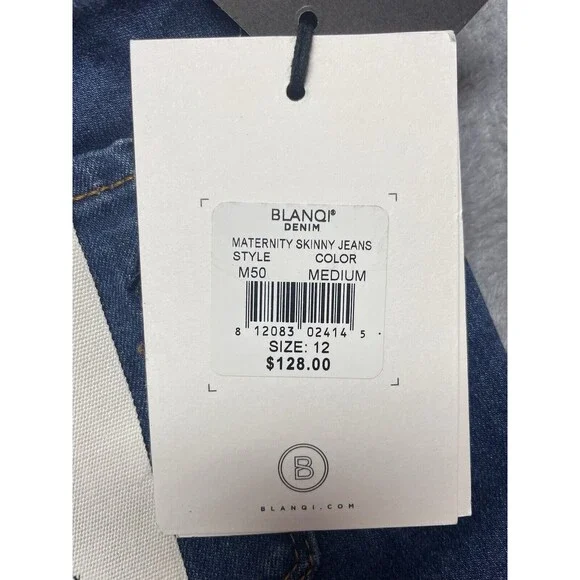 BLANQI®
DENIM
MATERNITY SKINNY JEANS
STYLE COLOR
M50 MEDIUM
8 12083 02414 5
SIZE: 12
$128.00
B
BLANQI.COM